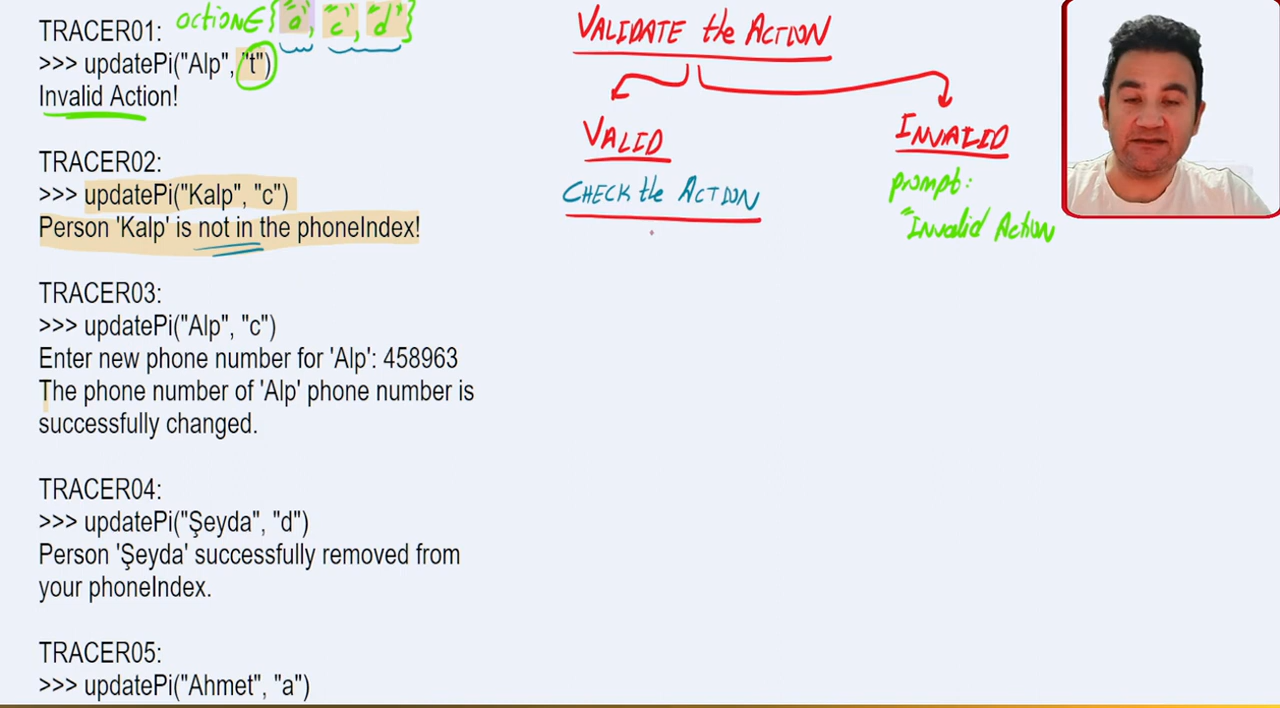 TRACER01:
action∈{"a", "c", "d"}
>>> updatePi("Alp", "t")
Invalid Action!
TRACER02:
>>> updatePi("Kalp", "c")
Person 'Kalp' is not in the phoneIndex!
TRACER03:
>>> updatePi("Alp", "c")
Enter new phone number for 'Alp': 458963
The phone number of 'Alp' phone number is
successfully changed.
TRACER04:
>>> updatePi("Şeyda", "d")
Person 'Şeyda' successfully removed from
your phoneIndex.
TRACER05:
>>> updatePi("Ahmet", "a")
VALIDATE the ACTION
VALID
CHECK the ACTION
INVALID
prompt:
"Invalid Action